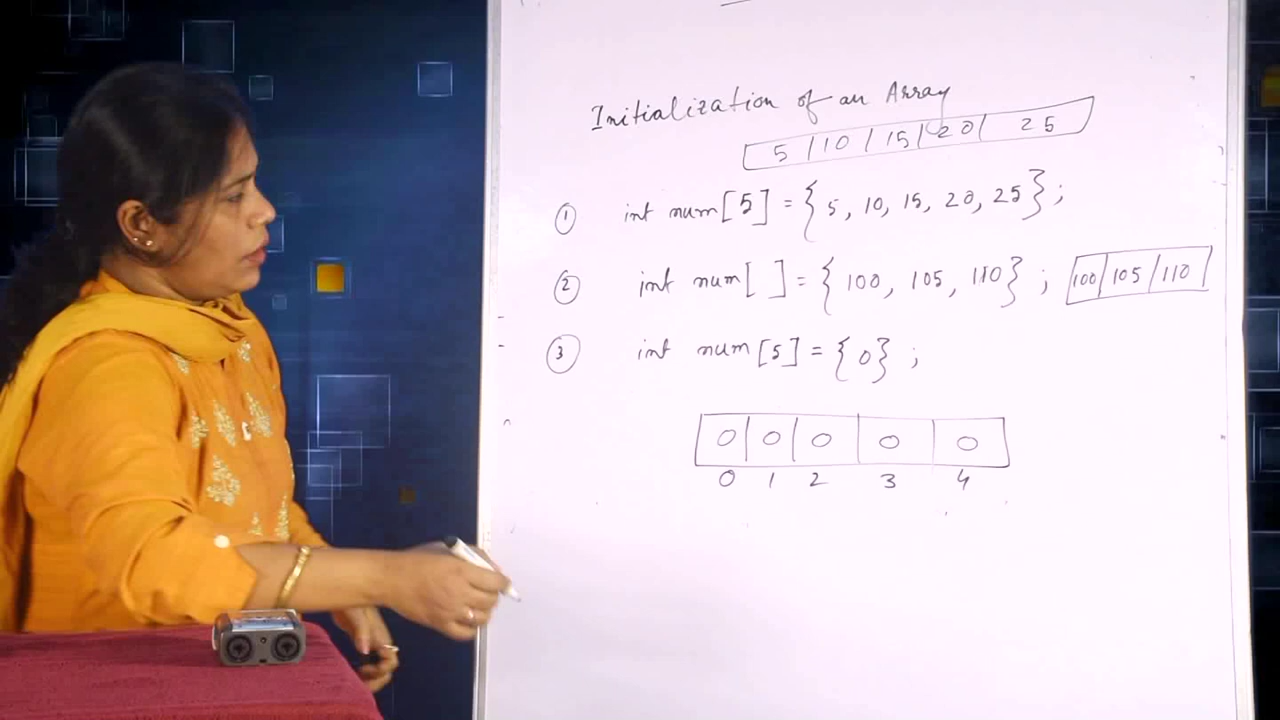 Initialization of an Array
5 | 10 | 15 | 20 | 25
① int num[5] = {5, 10, 15, 20, 25};
② int num[ ] = {100, 105, 110}; 100 | 105 | 110
③ int num[5] = {0};
0 | 0 | 0 | 0 | 0
0 1 2 3 4